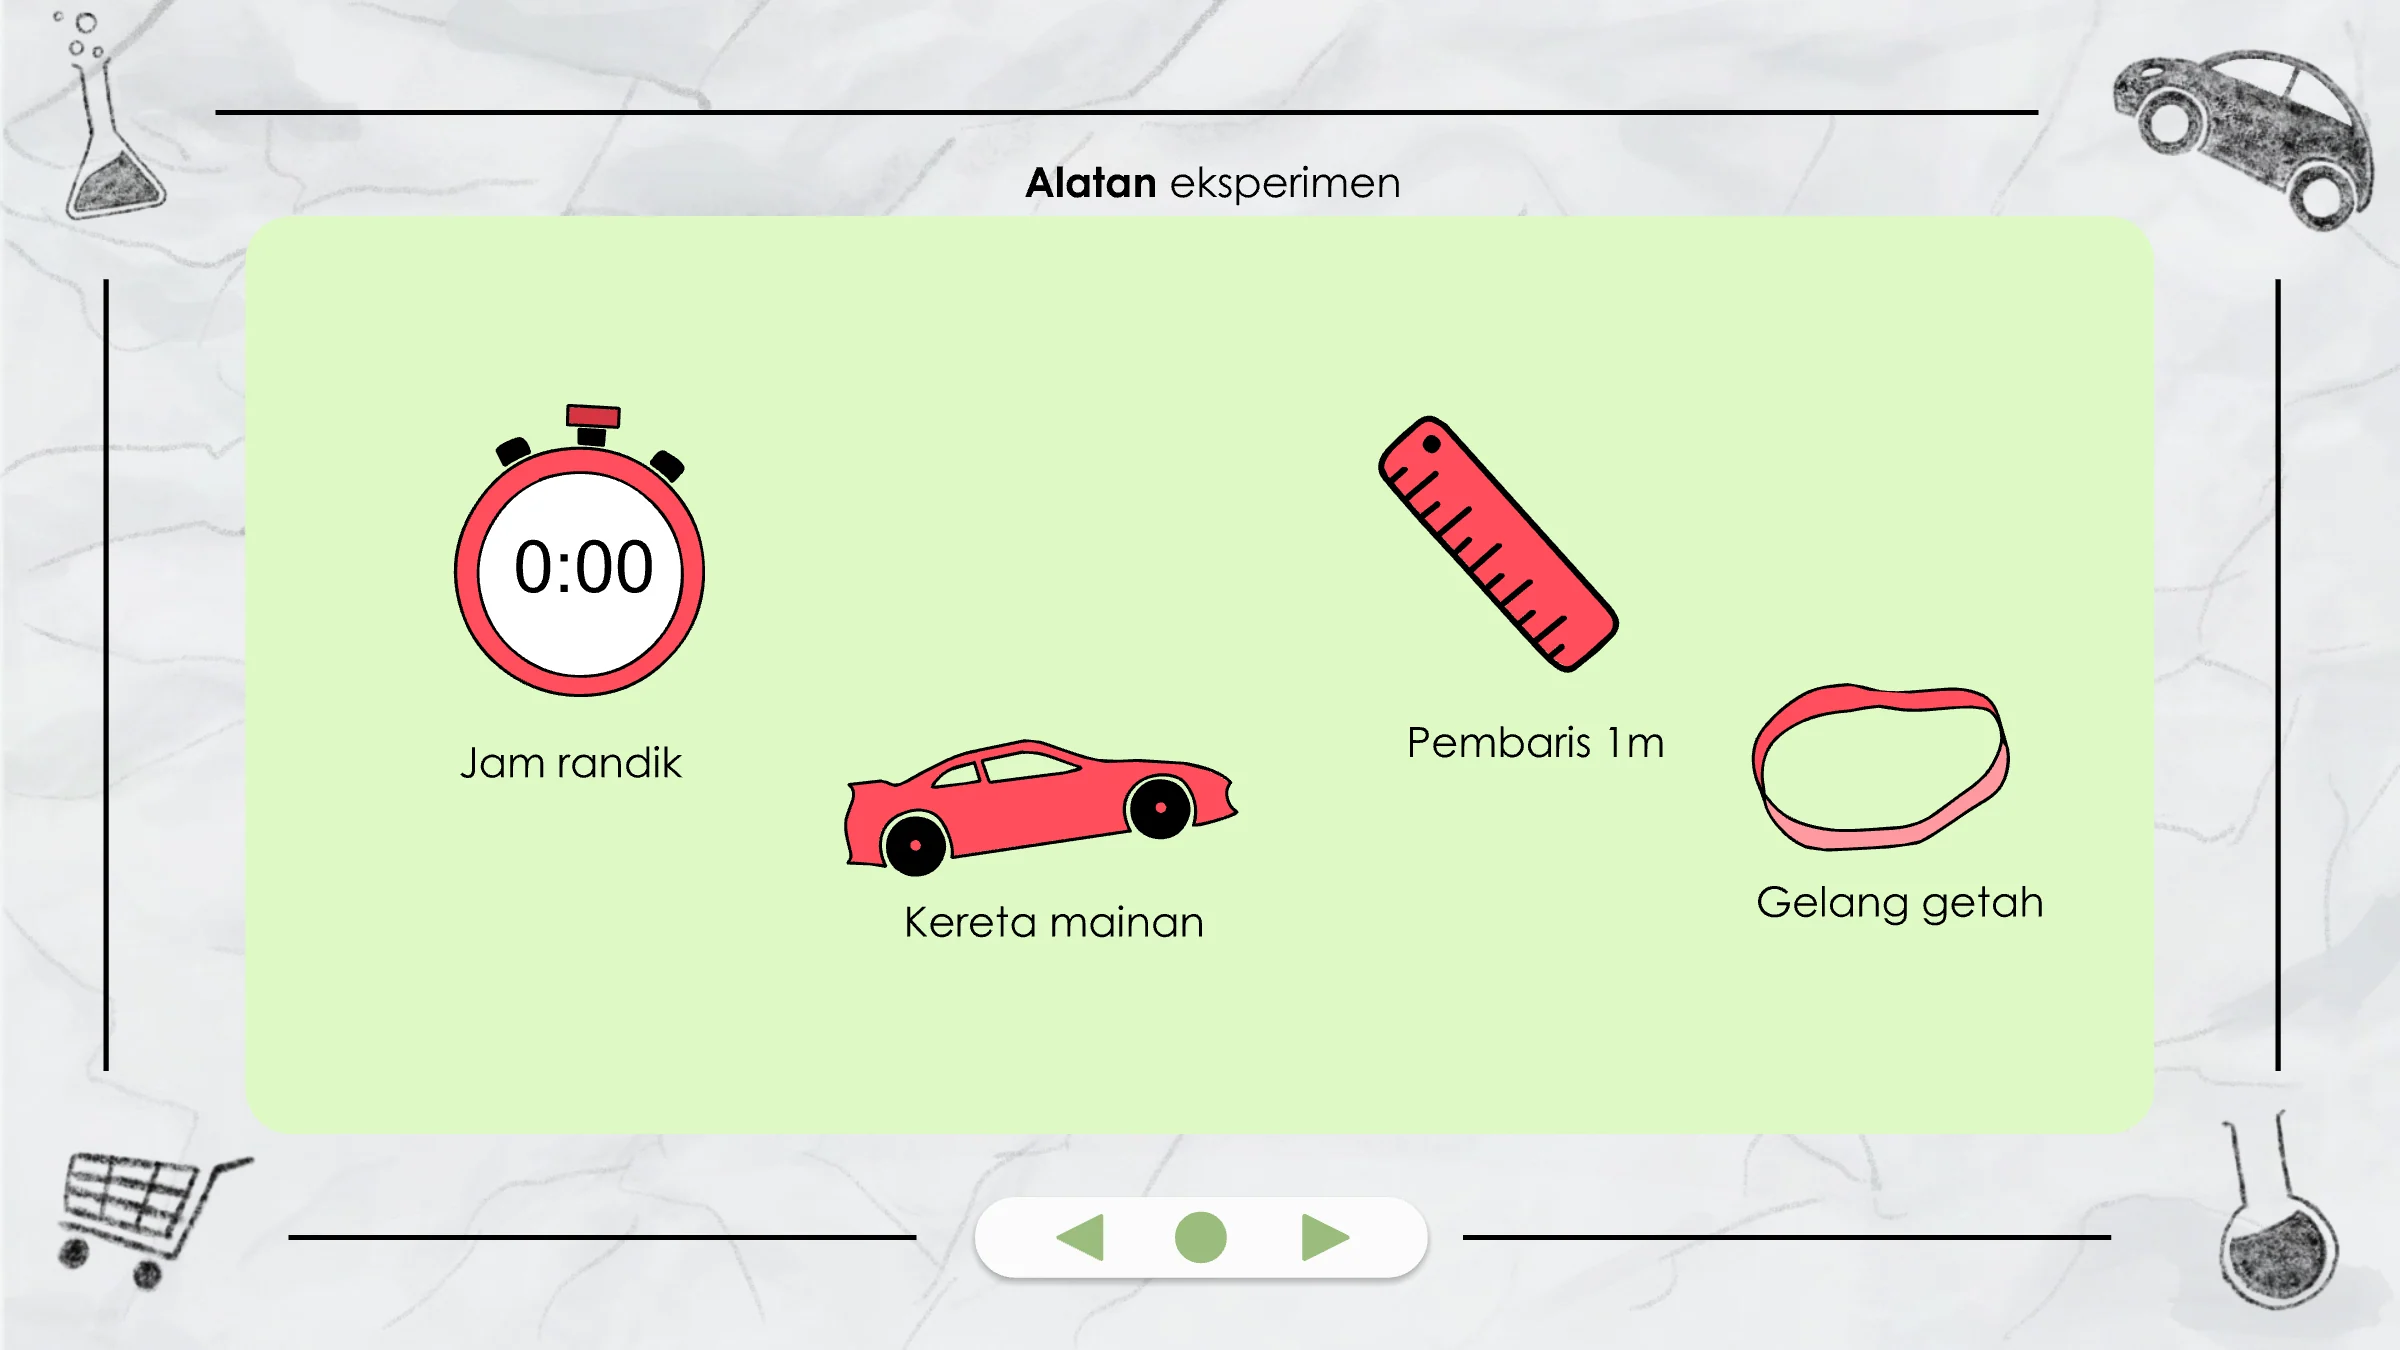 Alatan eksperimen
0:00
Jam randik
Kereta mainan
Pembaris 1m
Gelang getah